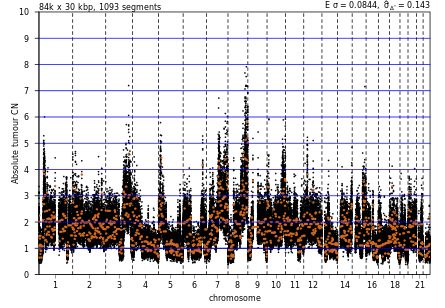 84k x 30 kbp, 1093 segments
E σ = 0.0844, σ̂Δ' = 0.143
10
9
8
7
6
5
4
3
2
1
0
Absolute tumour CN
1 2 3 4 5 6 7 8 9 10 11 12 14 16 18 21
chromosome